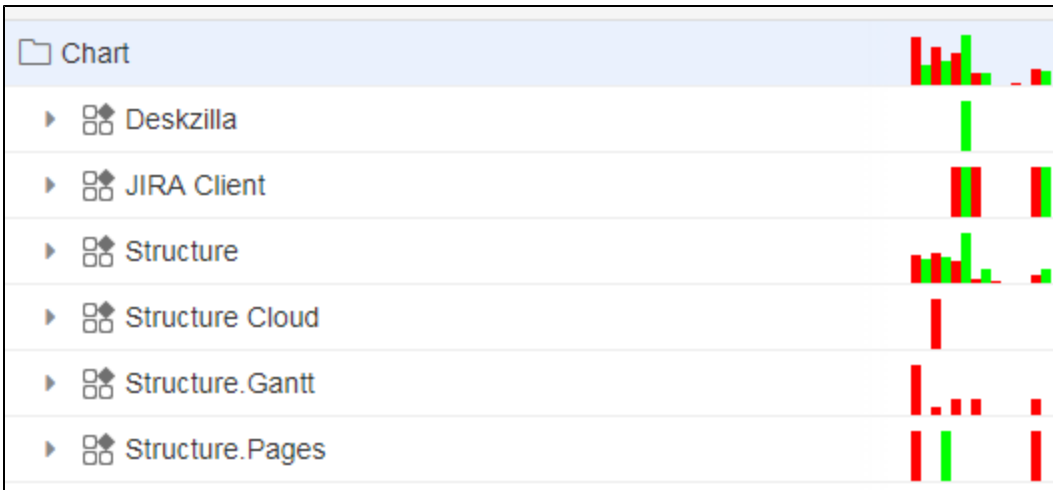 Chart
Deskzilla
JIRA Client
Structure
Structure Cloud
Structure.Gantt
Structure.Pages